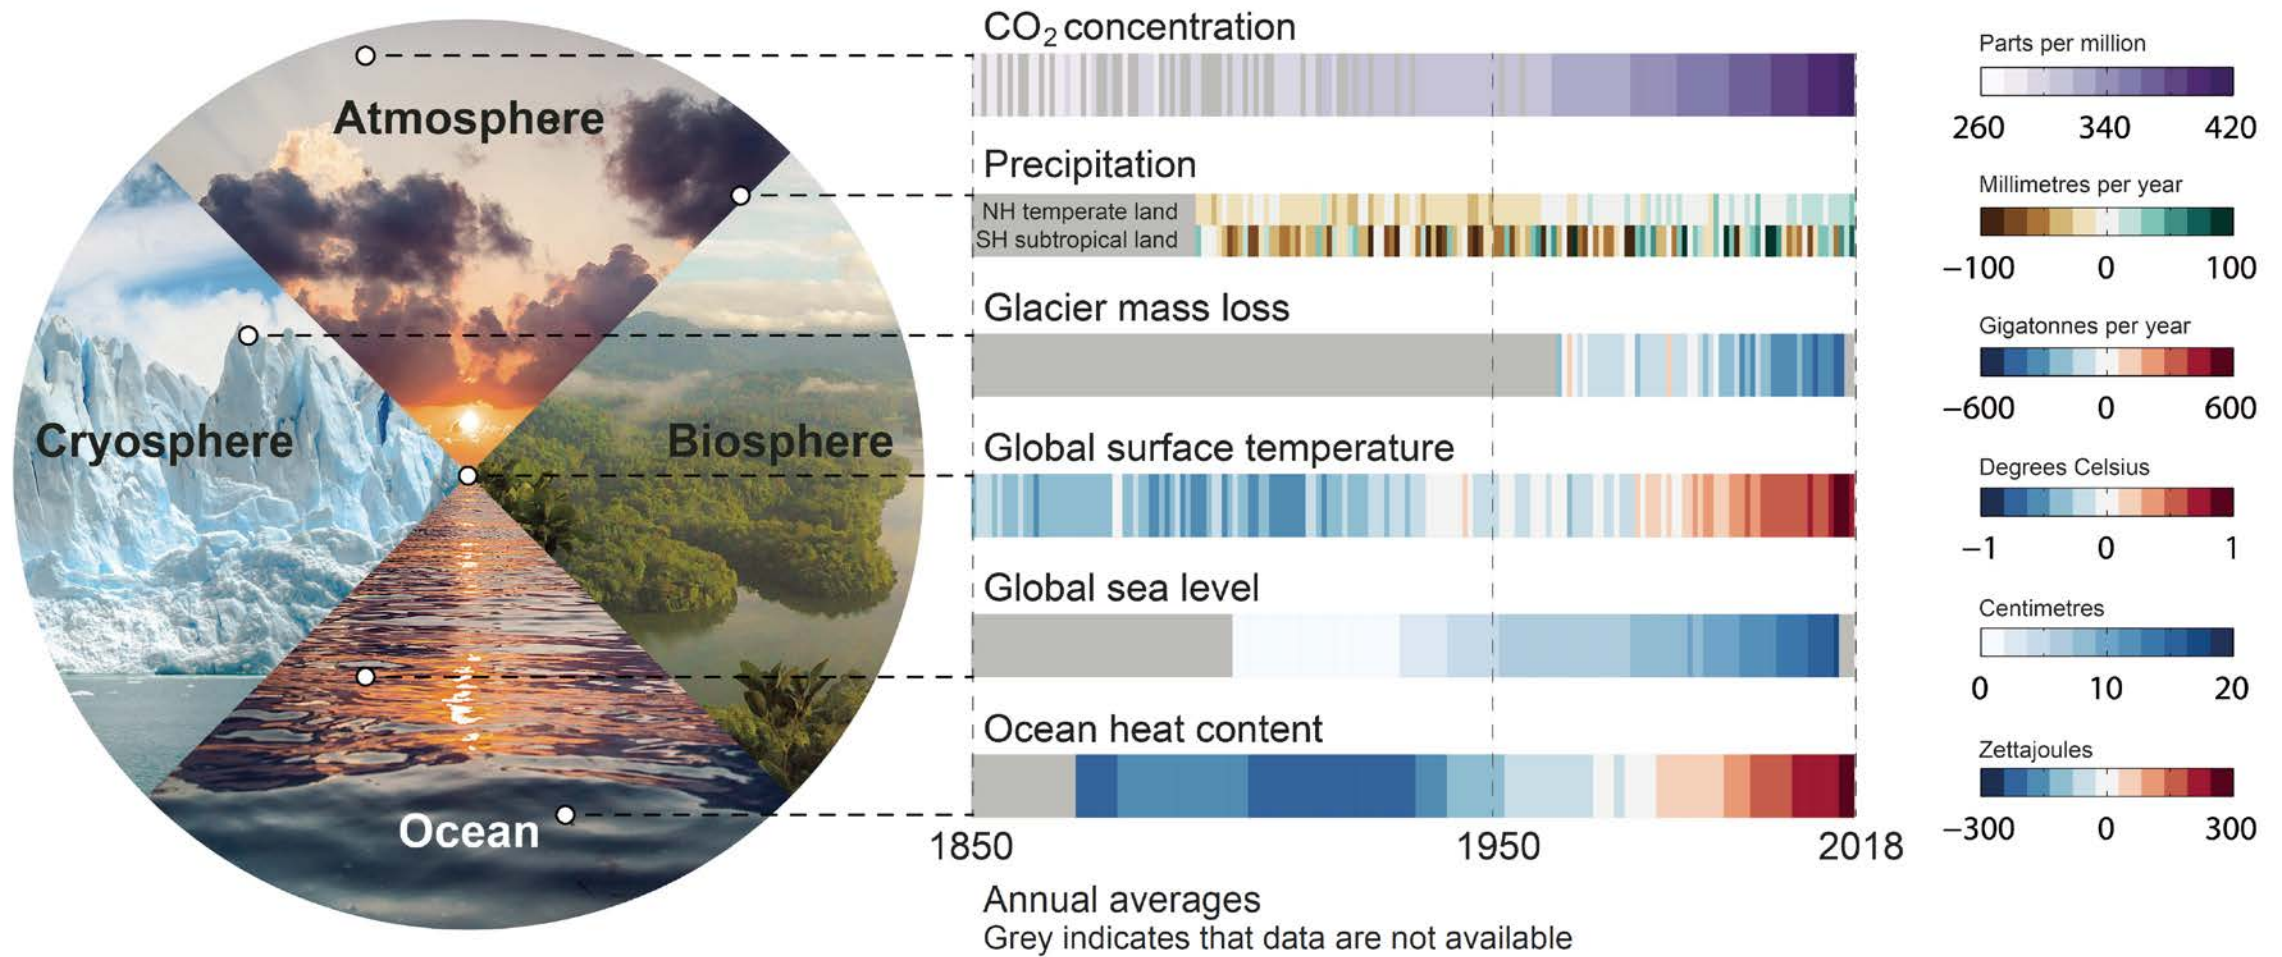 Atmosphere
Cryosphere
Biosphere
Ocean
CO₂ concentration
Precipitation
NH temperate land
SH subtropical land
Glacier mass loss
Global surface temperature
Global sea level
Ocean heat content
1850 1950 2018
Annual averages
Grey indicates that data are not available
Parts per million
260 340 420
Millimetres per year
−100 0 100
Gigatonnes per year
−600 0 600
Degrees Celsius
−1 0 1
Centimetres
0 10 20
Zettajoules
−300 0 300